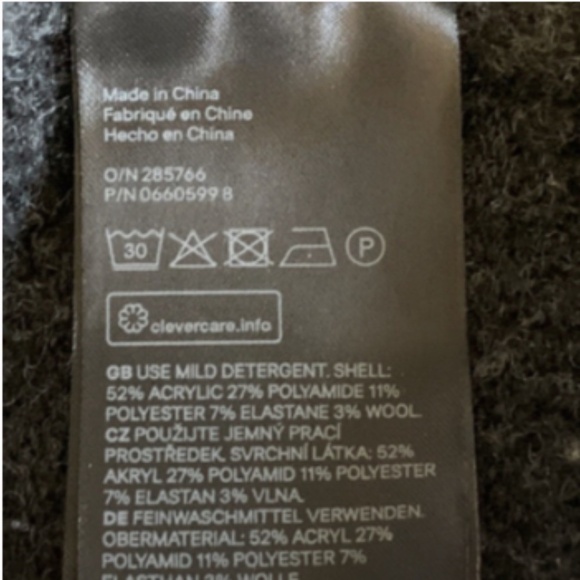 Made in China
Fabriqué en Chine
Hecho en China
O/N 285766
P/N 0660599 8
30
P
clevercare.info
GB USE MILD DETERGENT. SHELL:
52% ACRYLIC 27% POLYAMIDE 11%
POLYESTER 7% ELASTANE 3% WOOL.
CZ POUŽIJTE JEMNÝ PRACÍ
PROSTŘEDEK. SVRCHNÍ LÁTKA: 52%
AKRYL 27% POLYAMID 11% POLYESTER
7% ELASTAN 3% VLNA.
DE FEINWASCHMITTEL VERWENDEN.
OBERMATERIAL: 52% ACRYL 27%
POLYAMID 11% POLYESTER 7%
ELASTHAN 3% WOLLE